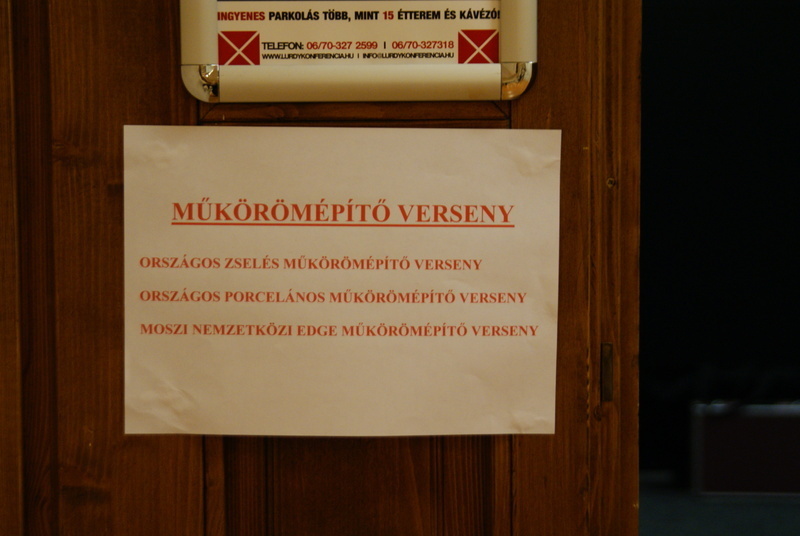 INGYENES PARKOLÁS TÖBB, MINT 15 ÉTTEREM ÉS KÁVÉZÓ!
TELEFON: 06/70-327 2599 | 06/70-327318
WWW.LURDYKONFERENCIA.HU | INFO@LURDYKONFERENCIA.HU
MŰKÖRÖMÉPÍTŐ VERSENY
ORSZÁGOS ZSELÉS MŰKÖRÖMÉPÍTŐ VERSENY
ORSZÁGOS PORCELÁNOS MŰKÖRÖMÉPÍTŐ VERSENY
MOSZI NEMZETKÖZI EDGE MŰKÖRÖMÉPÍTŐ VERSENY